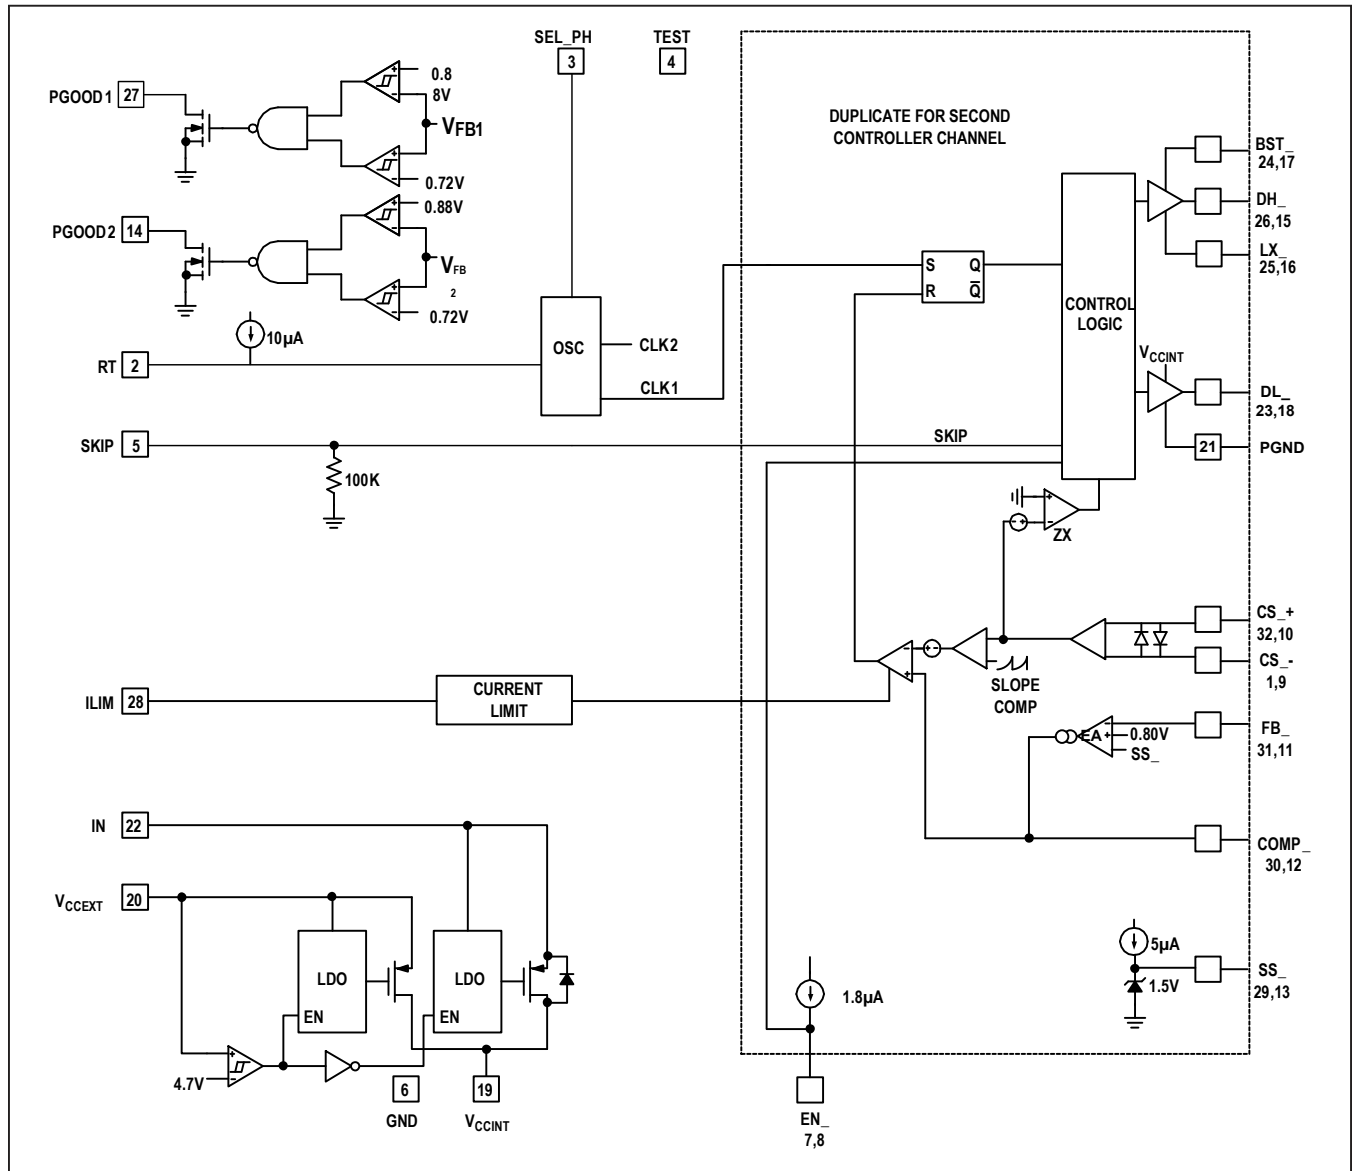 SEL_PH
3
TEST
4
PGOOD1 27
+
0.8
8V
-
VFB1
+
-
0.72V
DUPLICATE FOR SECOND
CONTROLLER CHANNEL
BST_
24,17
DH_
26,15
LX_
25,16
PGOOD2 14
+
0.88V
-
VFB
2
+
-
0.72V
S Q
R Q̅
CONTROL
LOGIC
10µA
RT 2
OSC
CLK2
CLK1
VCCINT
DL_
23,18
SKIP 5
SKIP
21 PGND
100K
+
-
- +
ZX
CS_+
32,10
CS_-
1,9
-
+
+ -
SLOPE
COMP
ILIM 28
CURRENT
LIMIT
FB_
31,11
EA
-
+
0.80V
SS_
IN 22
COMP_
30,12
VCCEXT 20
LDO
EN
LDO
EN
5µA
1.5V
SS_
29,13
1.8µA
+
-
4.7V
6
GND
19
VCCINT
EN_
7,8